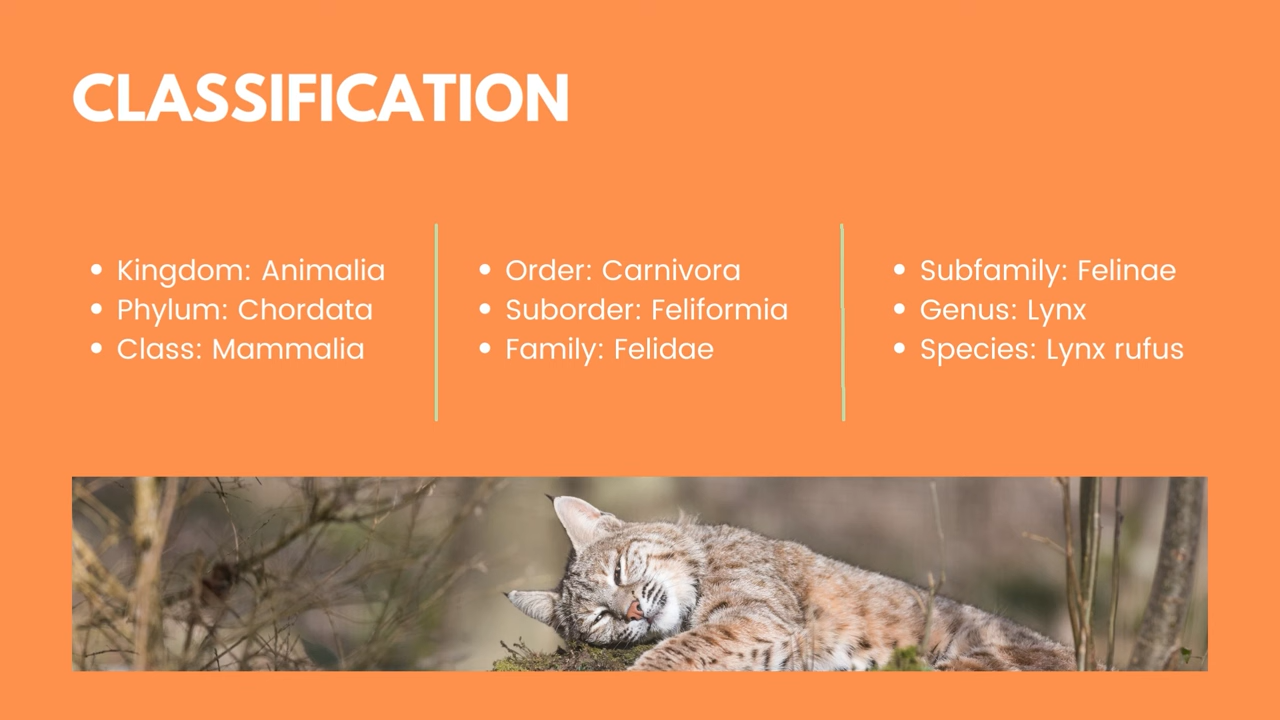 CLASSIFICATION
• Kingdom: Animalia
• Phylum: Chordata
• Class: Mammalia
• Order: Carnivora
• Suborder: Feliformia
• Family: Felidae
• Subfamily: Felinae
• Genus: Lynx
• Species: Lynx rufus